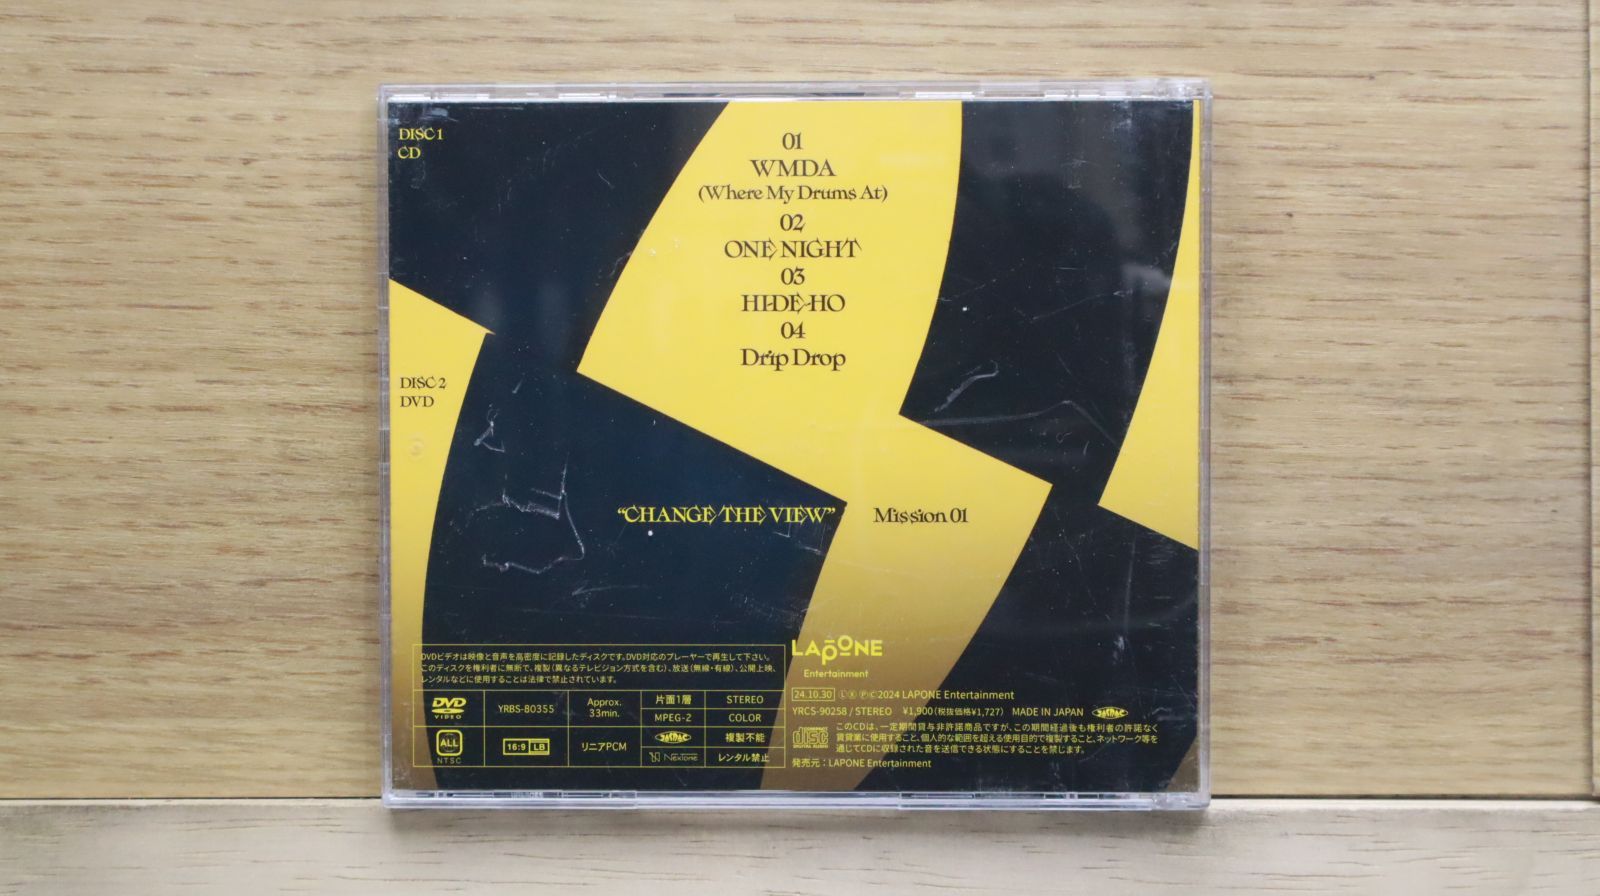 DISC 1
CD
01
WMDA
(Where My Drums At)
02
ONE NIGHT
03
HI-DE-HO
04
Drip Drop
DISC 2
DVD
“CHANGE THE VIEW”
Mission 01
DVDビデオは映像と音声を高密度に記録したディスクです。DVD対応のプレーヤーで再生して下さい。
このディスクを権利者に無断で、複製(異なるテレビジョン方式を含む)、放送(無線・有線)、公開上映、
レンタルなどに使用することは法律で禁止されています。
DVD
VIDEO
YRBS-80355
Approx.
33min.
片面1層
STEREO
MPEG-2
COLOR
ALL
NTSC
16:9 LB
リニアPCM
JASRAC
複製不能
NexTone
レンタル禁止
LAPONE
Entertainment
24.10.30 Ⓛ Ⓧ Ⓟ Ⓒ 2024 LAPONE Entertainment
YRCS-90258 / STEREO ¥1,900(税抜価格¥1,727) MADE IN JAPAN JASRAC
COMPACT
disc
DIGITAL AUDIO
このCDは、一定期間貸与非許諾商品ですが、この期間経過後も権利者の許諾なく
賃貸業に使用すること、個人的な範囲を超える使用目的で複製すること、ネットワーク等を
通じてCDに収録された音を送信できる状態にすることを禁じます。
発売元:LAPONE Entertainment